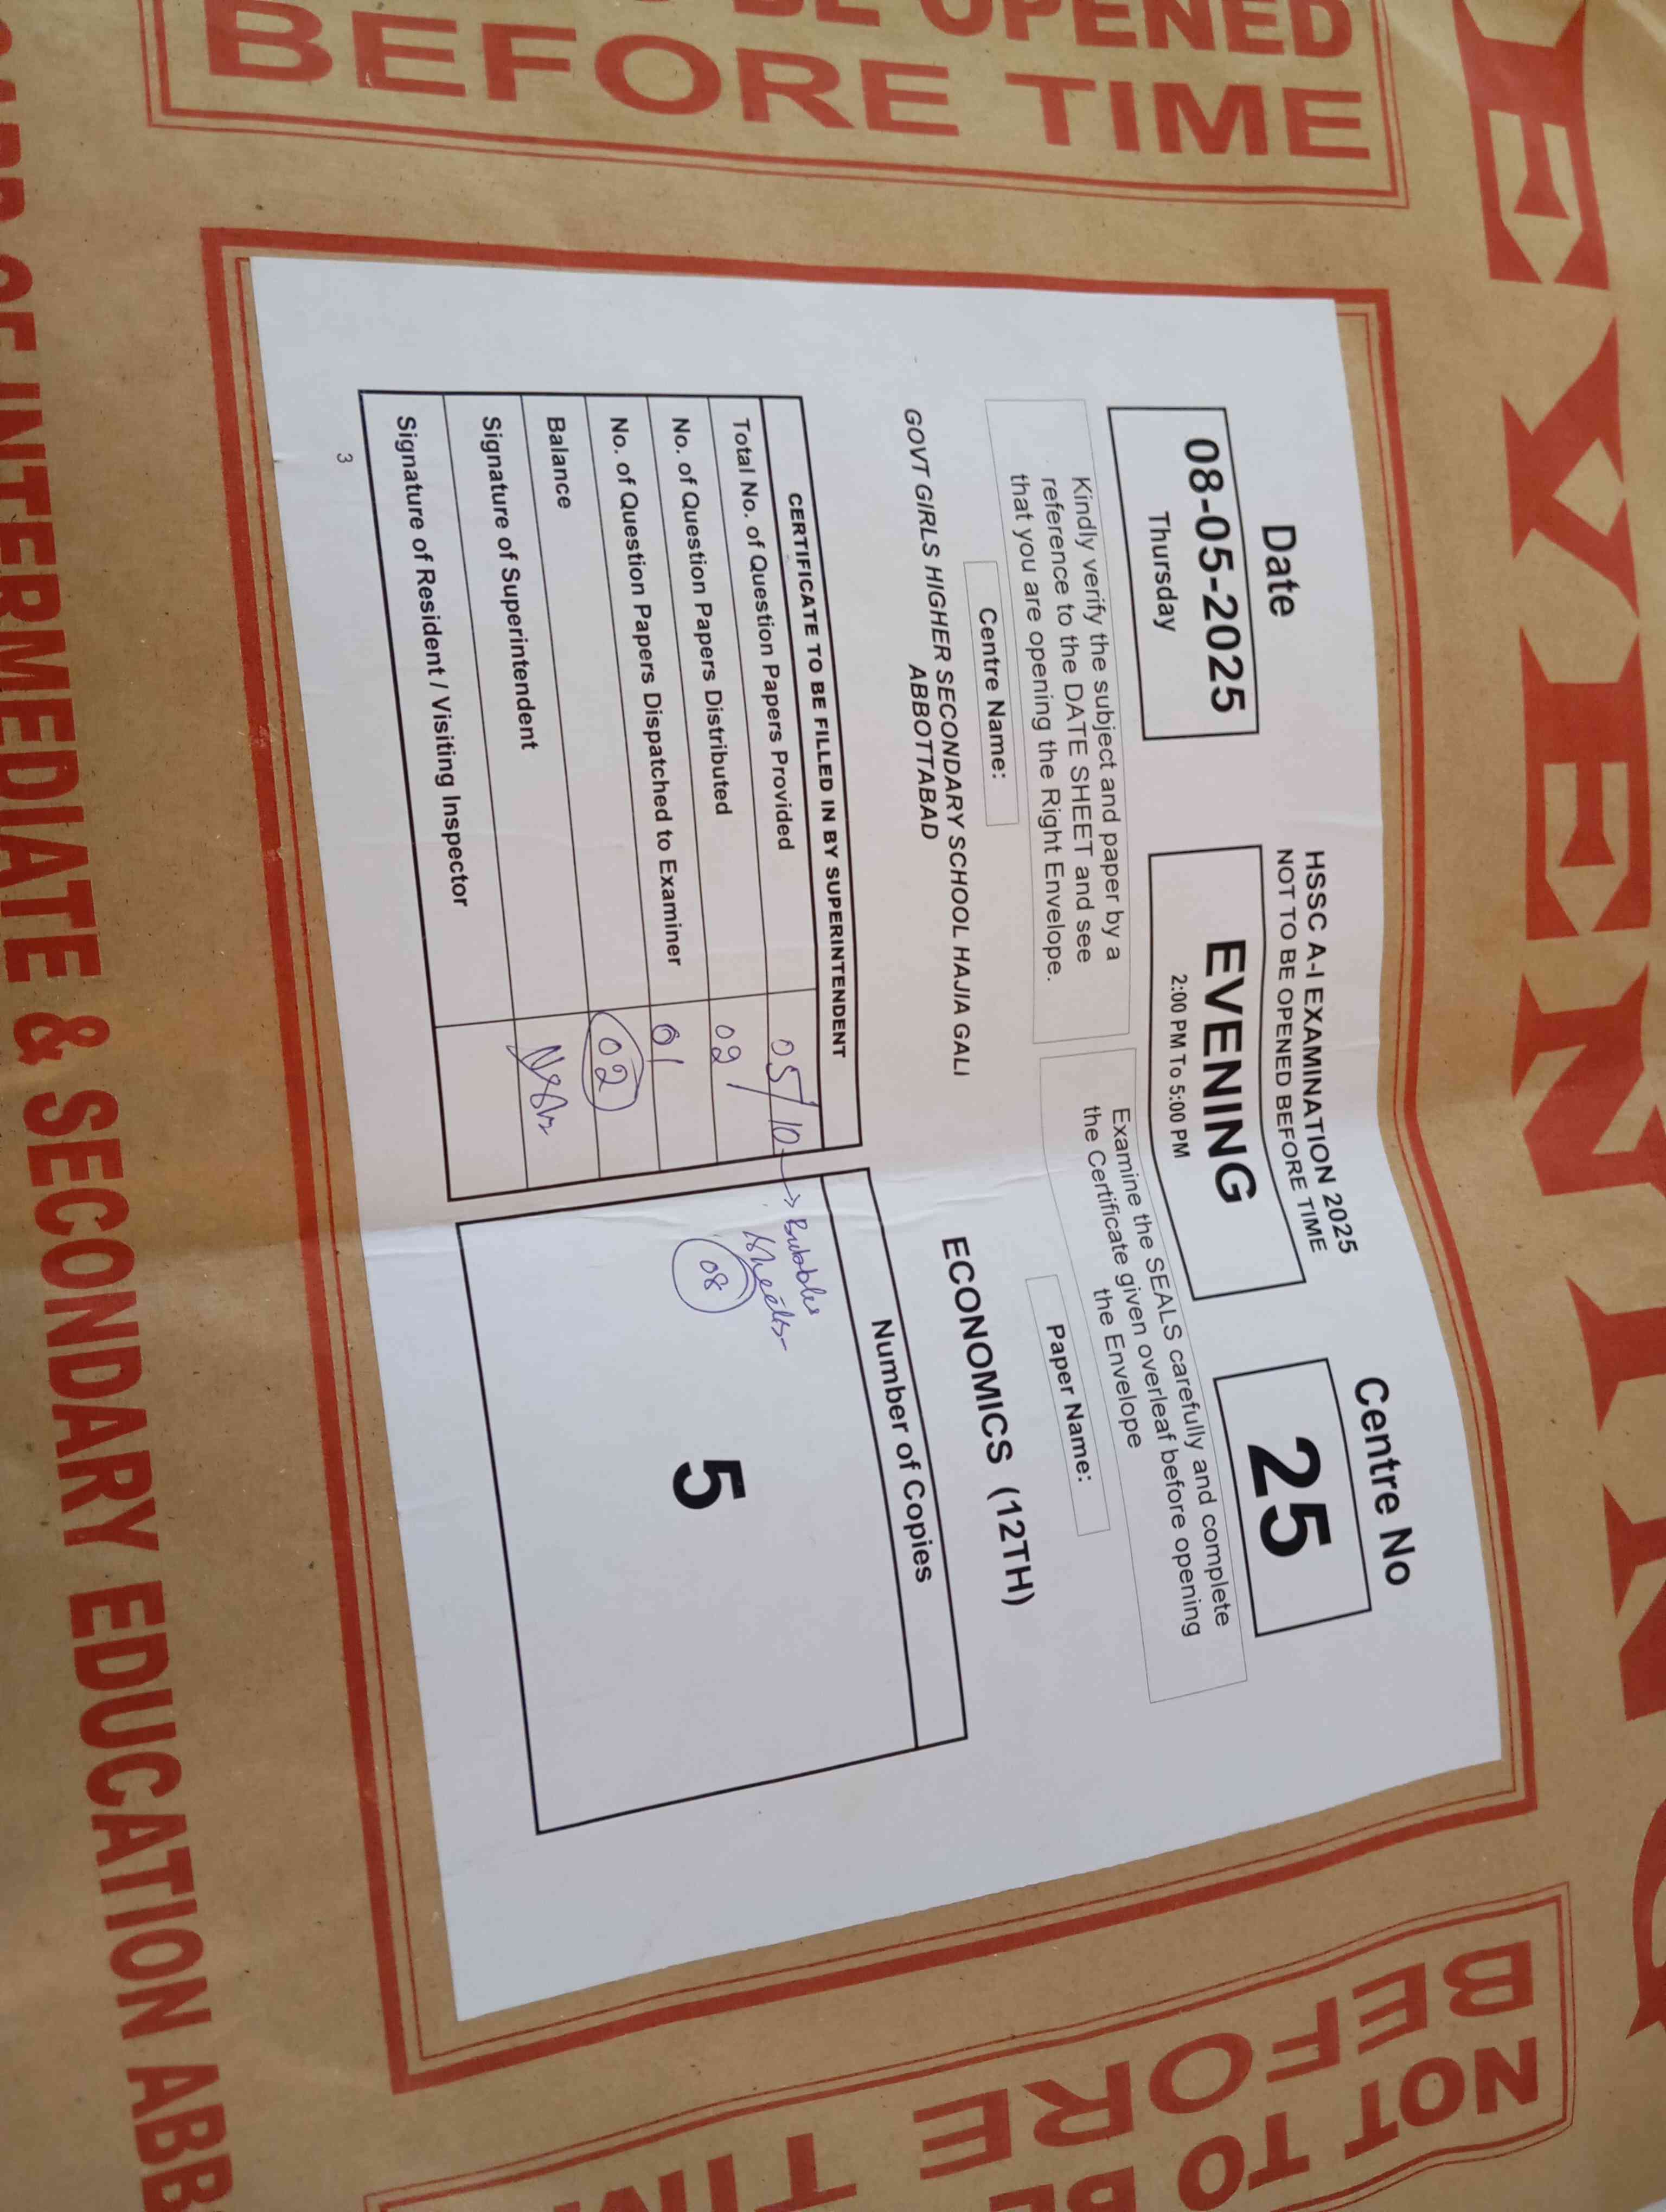 EVENING
BE OPENED
BEFORE TIME
Date
08-05-2025
Thursday
HSSC A-I EXAMINATION 2025
NOT TO BE OPENED BEFORE TIME
EVENING
2:00 PM To 5:00 PM
Centre No
25
Kindly verify the subject and paper by a
reference to the DATE SHEET and see
that you are opening the Right Envelope.
Examine the SEALS carefully and complete
the Certificate given overleaf before opening
the Envelope
Centre Name:
Paper Name:
GOVT GIRLS HIGHER SECONDARY SCHOOL HAJIA GALI
ABBOTTABAD
ECONOMICS (12TH)
CERTIFICATE TO BE FILLED IN BY SUPERINTENDENT
Total No. of Question Papers Provided 05/10 → Bubbles
Sheets
No. of Question Papers Distributed 02/
No. of Question Papers Dispatched to Examiner 01
Balance 02
Signature of Superintendent
Signature of Resident / Visiting Inspector
Number of Copies
08
5
3
NOT TO BE
BEFORE
BOARD OF INTERMEDIATE & SECONDARY EDUCATION ABB